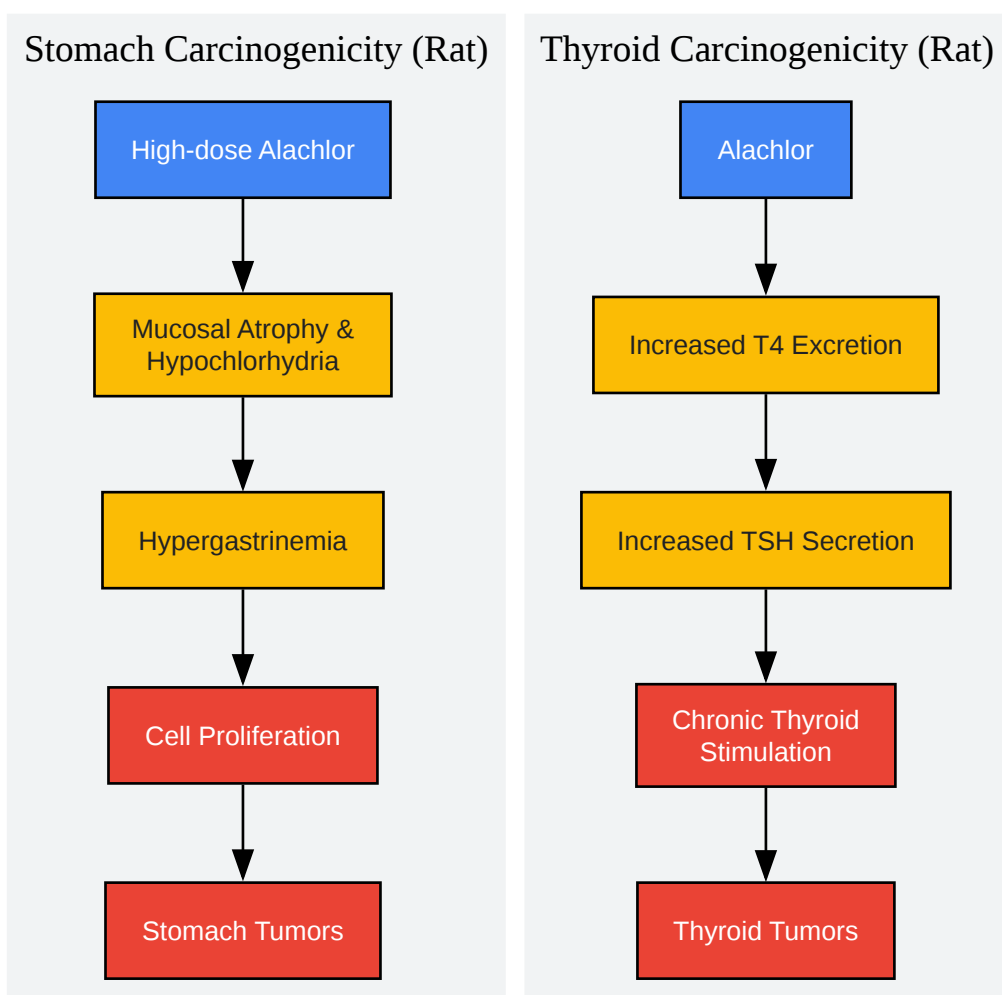 Stomach Carcinogenicity (Rat)
High-dose Alachlor
Mucosal Atrophy &
Hypochlorhydria
Hypergastrinemia
Cell Proliferation
Stomach Tumors
Thyroid Carcinogenicity (Rat)
Alachlor
Increased T4 Excretion
Increased TSH Secretion
Chronic Thyroid
Stimulation
Thyroid Tumors